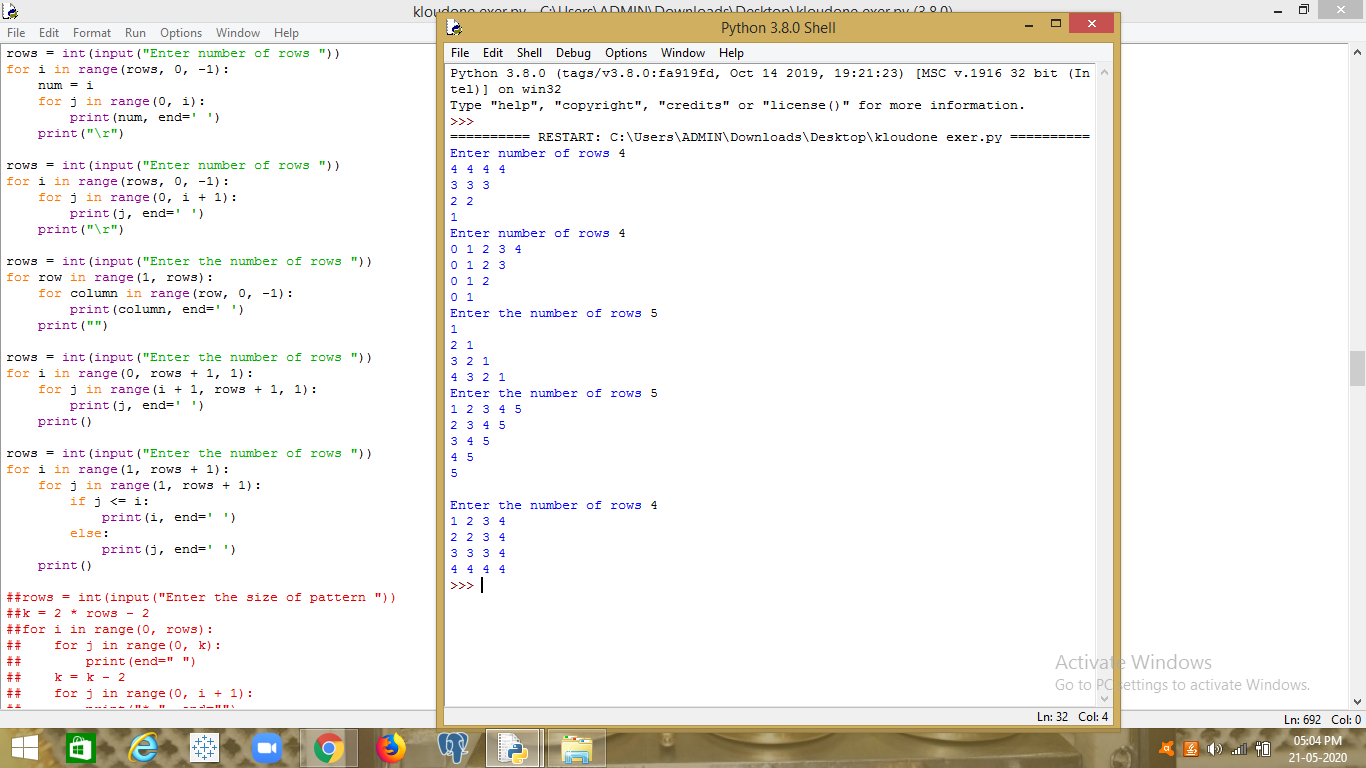 kloudone exer.py - C:\Users\ADMIN\Downloads\Desktop\kloudone exer.py (3.8.0)
File Edit Format Run Options Window Help
rows = int(input("Enter number of rows "))
for i in range(rows, 0, -1):
    num = i
    for j in range(0, i):
        print(num, end=' ')
    print("\r")

rows = int(input("Enter number of rows "))
for i in range(rows, 0, -1):
    for j in range(0, i + 1):
        print(j, end=' ')
    print("\r")

rows = int(input("Enter the number of rows "))
for row in range(1, rows):
    for column in range(row, 0, -1):
        print(column, end=' ')
    print("")

rows = int(input("Enter the number of rows "))
for i in range(0, rows + 1, 1):
    for j in range(i + 1, rows + 1, 1):
        print(j, end=' ')
    print()

rows = int(input("Enter the number of rows "))
for i in range(1, rows + 1):
    for j in range(1, rows + 1):
        if j <= i:
            print(i, end=' ')
        else:
            print(j, end=' ')
    print()

##rows = int(input("Enter the size of pattern "))
##k = 2 * rows - 2
##for i in range(0, rows):
##    for j in range(0, k):
##        print(end=" ")
##    k = k - 2
##    for j in range(0, i + 1):
Python 3.8.0 Shell
File Edit Shell Debug Options Window Help
Python 3.8.0 (tags/v3.8.0:fa919fd, Oct 14 2019, 19:21:23) [MSC v.1916 32 bit (In
tel)] on win32
Type "help", "copyright", "credits" or "license()" for more information.
>>>
========== RESTART: C:\Users\ADMIN\Downloads\Desktop\kloudone exer.py ==========
Enter number of rows 4
4 4 4 4
3 3 3
2 2
1
Enter number of rows 4
0 1 2 3 4
0 1 2 3
0 1 2
0 1
Enter the number of rows 5
1
2 1
3 2 1
4 3 2 1
Enter the number of rows 5
1 2 3 4 5
2 3 4 5
3 4 5
4 5
5

Enter the number of rows 4
1 2 3 4
2 2 3 4
3 3 3 4
4 4 4 4
>>>
Activate Windows
Go to PC settings to activate Windows.
Ln: 32 Col: 4
Ln: 692 Col: 0
05:04 PM
21-05-2020